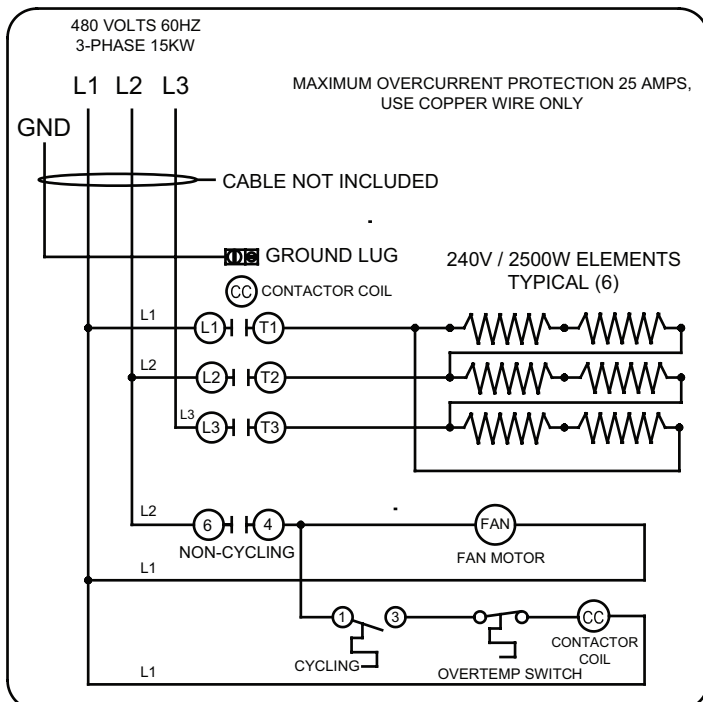 480 VOLTS 60HZ
3-PHASE 15KW
L1 L2 L3
MAXIMUM OVERCURRENT PROTECTION 25 AMPS,
USE COPPER WIRE ONLY
GND
CABLE NOT INCLUDED
GROUND LUG
240V / 2500W ELEMENTS
TYPICAL (6)
CC CONTACTOR COIL
L1
L1 T1
L2
L2 T2
L3
L3 T3
L2
6 4
FAN
NON-CYCLING
FAN MOTOR
L1
1 3
CC
CONTACTOR
COIL
CYCLING
OVERTEMP SWITCH
L1